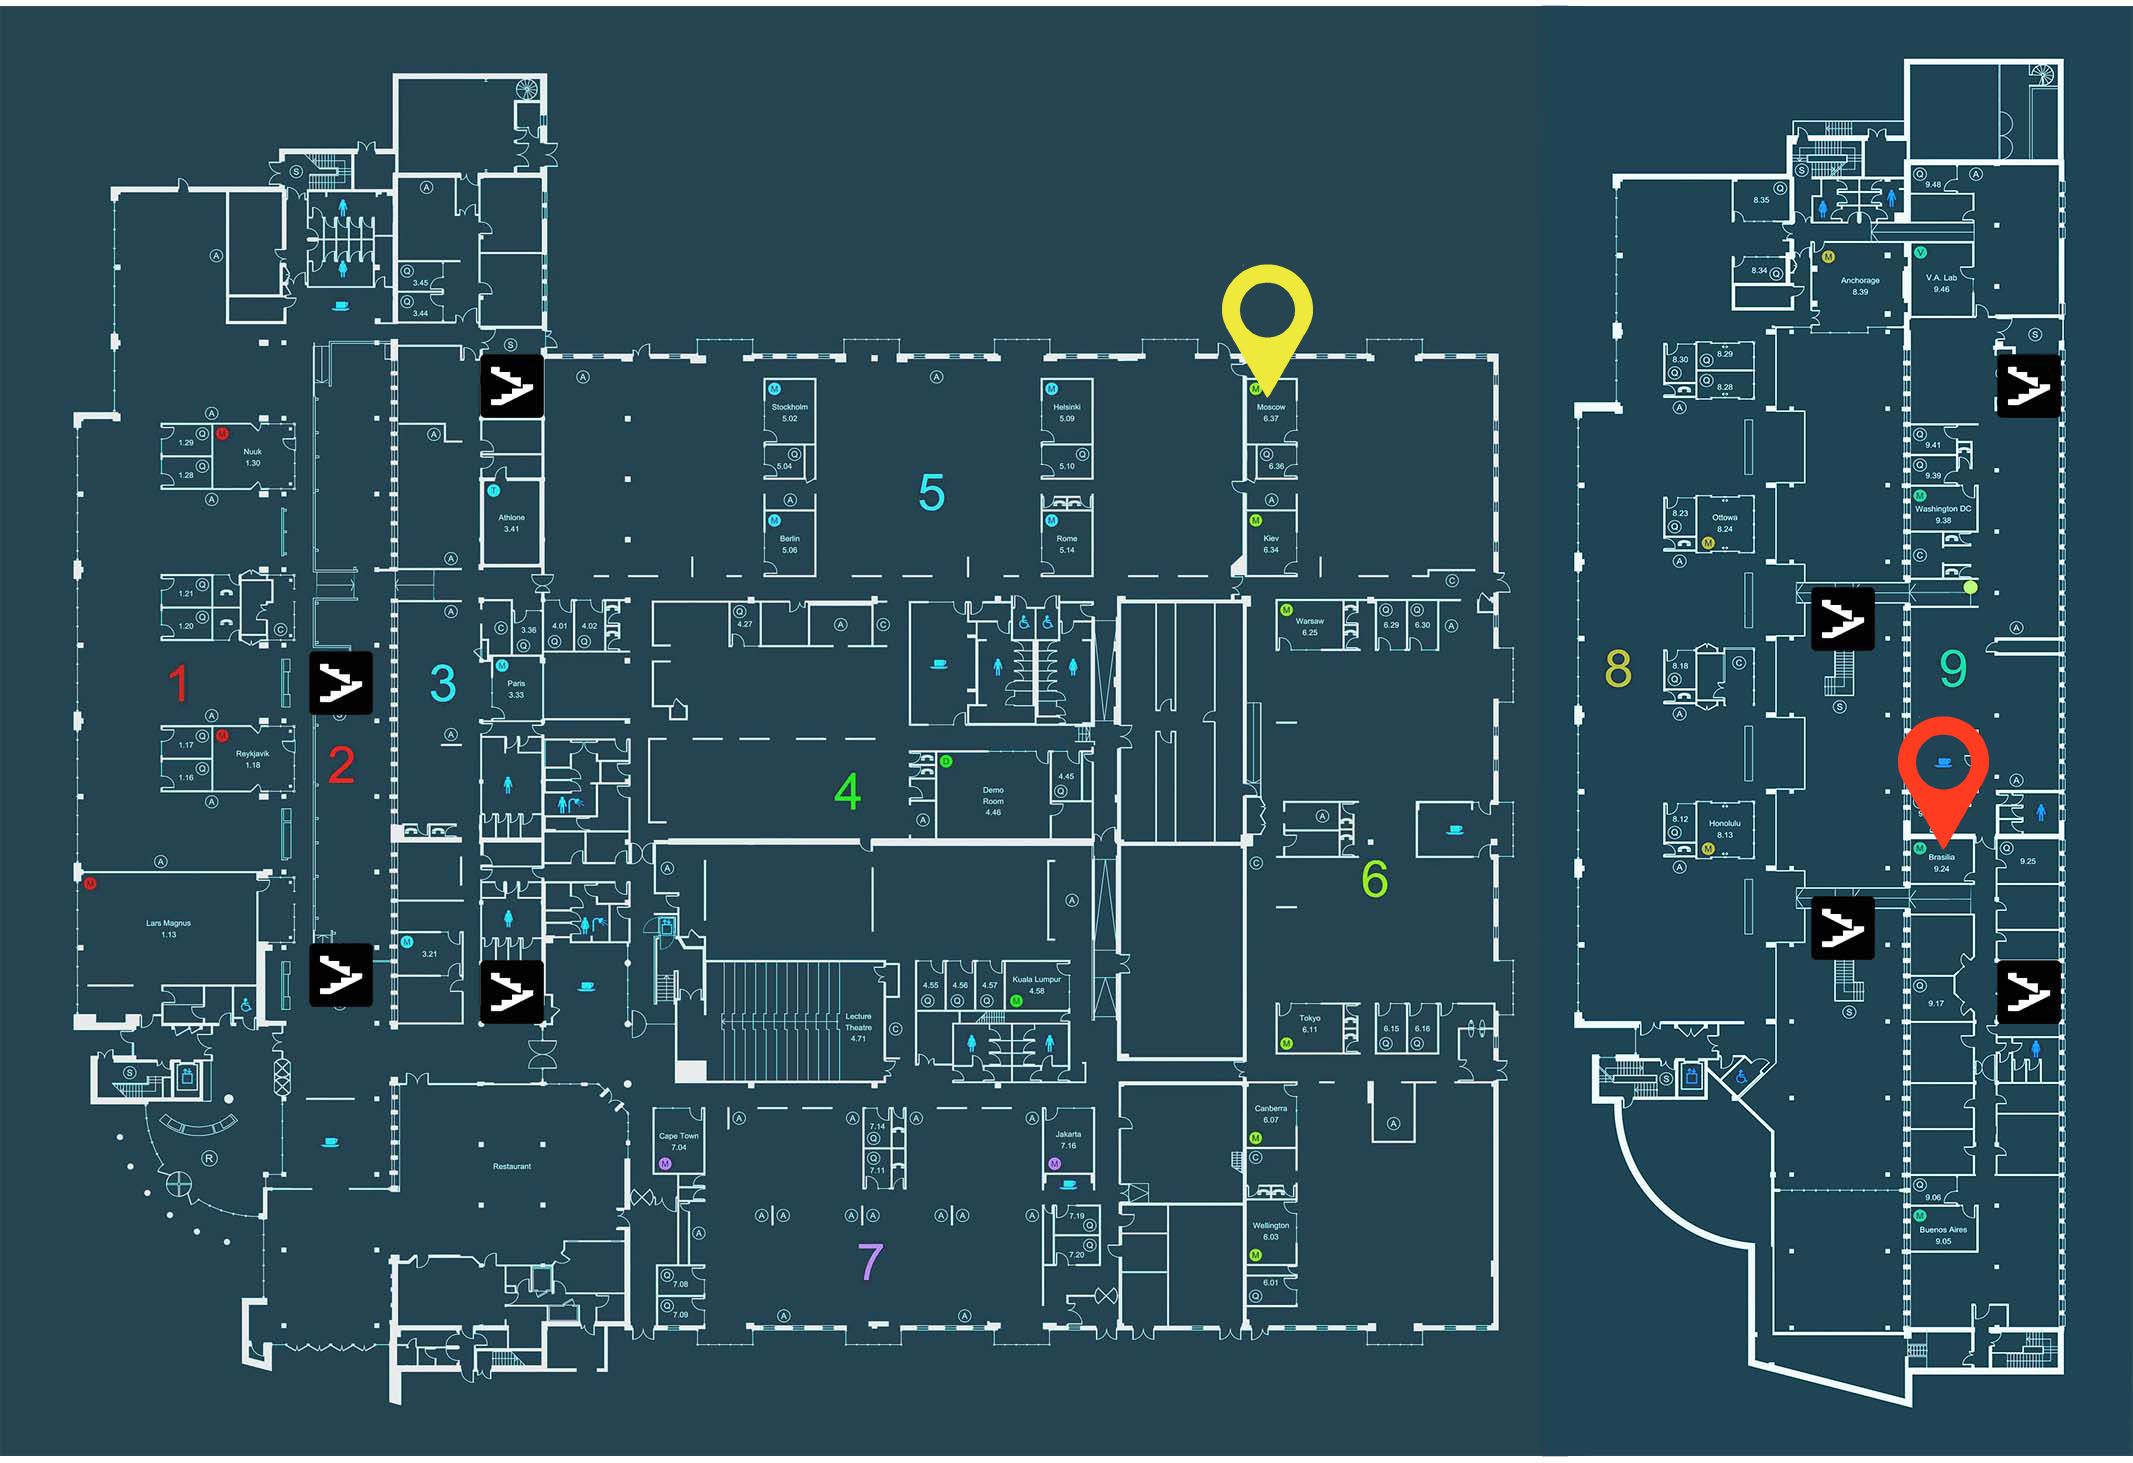 S
A
A
Q
3.45
Q
3.44
S
A
A
A
A
A
1.29
Q
M
Nuuk
1.30
1.28
Q
A
T
Athlone
3.41
A
M
Stockholm
5.02
5.04
Q
A
M
Berlin
5.06
5
M
Helsinki
5.09
Q
5.10
M
Rome
5.14
M
Moscow
6.37
Q
6.36
A
M
Kiev
6.34
C
1.21
Q
1.20
Q
C
A
C
3.36
Q
4.01
Q
4.02
Q
Q
4.27
A
C
M
Warsaw
6.25
Q
6.29
Q
6.30
A
1
A
1.17
Q
M
Reykjavik
1.18
1.16
Q
A
2
3
M
Paris
3.33
A
4
D
Demo
Room
4.46
4.45
Q
A
A
C
6
A
M
Lars Magnus
1.13
M
3.21
A
A
Lecture
Theatre
4.71
C
4.55
Q
4.56
Q
4.57
Q
Kuala Lumpur
4.58
M
Tokyo
6.11
M
6.15
Q
6.16
Q
S
R
Restaurant
Cape Town
7.04
M
A
A
7.14
Q
Q
7.11
A
A
Jakarta
7.16
M
Canberra
6.07
M
C
A
A
A
A
A
A
A
A
A
7.19
Q
Q
7.20
Wellington
6.03
M
7
Q
7.08
Q
7.09
6.01
Q
A
A
S
Q
8.35
8.34
Q
M
Anchorage
8.39
Q
9.48
A
V
V.A. Lab
9.46
S
8.30
Q
Q
8.29
Q
8.28
A
Q
9.41
Q
9.39
M
Washington DC
9.38
C
8.23
Q
Ottowa
8.24
M
A
A
8
8.18
Q
C
A
S
9
A
8.12
Q
Honolulu
8.13
M
A
M
Brasilia
9.24
Q
9.25
Q
9.17
S
S
Q
9.06
M
Buenos Aires
9.05